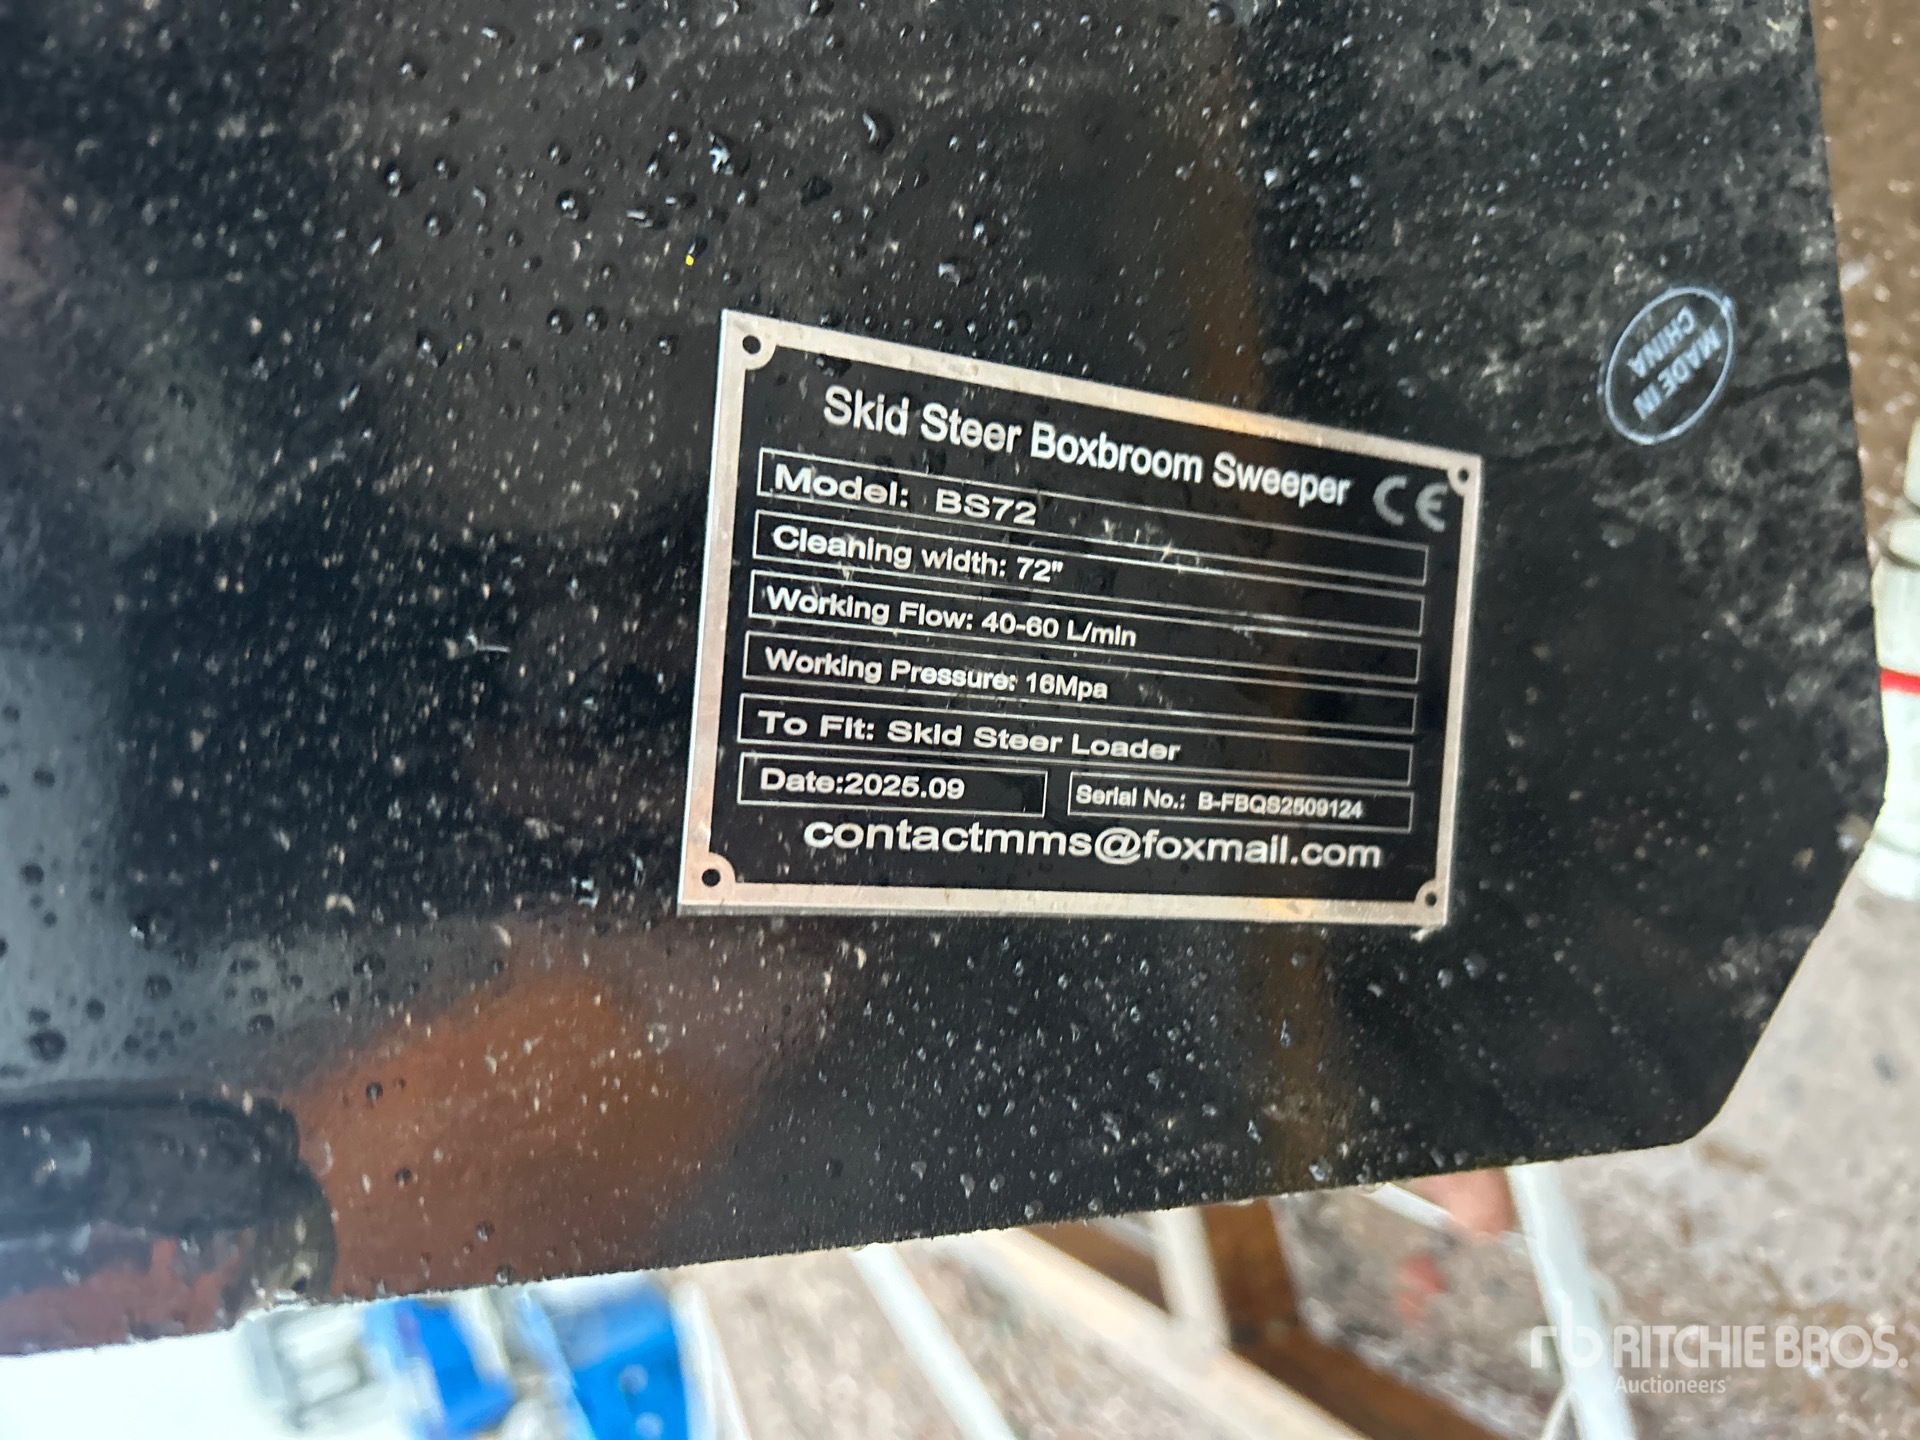 Skid Steer Boxbroom Sweeper CE
Model: BS72
Cleaning width: 72"
Working Flow: 40-60 L/min
Working Pressure: 16Mpa
To Fit: Skid Steer Loader
Date:2025.09
Serial No.: B-FBQS2509124
contactmms@foxmail.com
MADE IN
CHINA
rb RITCHIE BROS.
Auctioneers